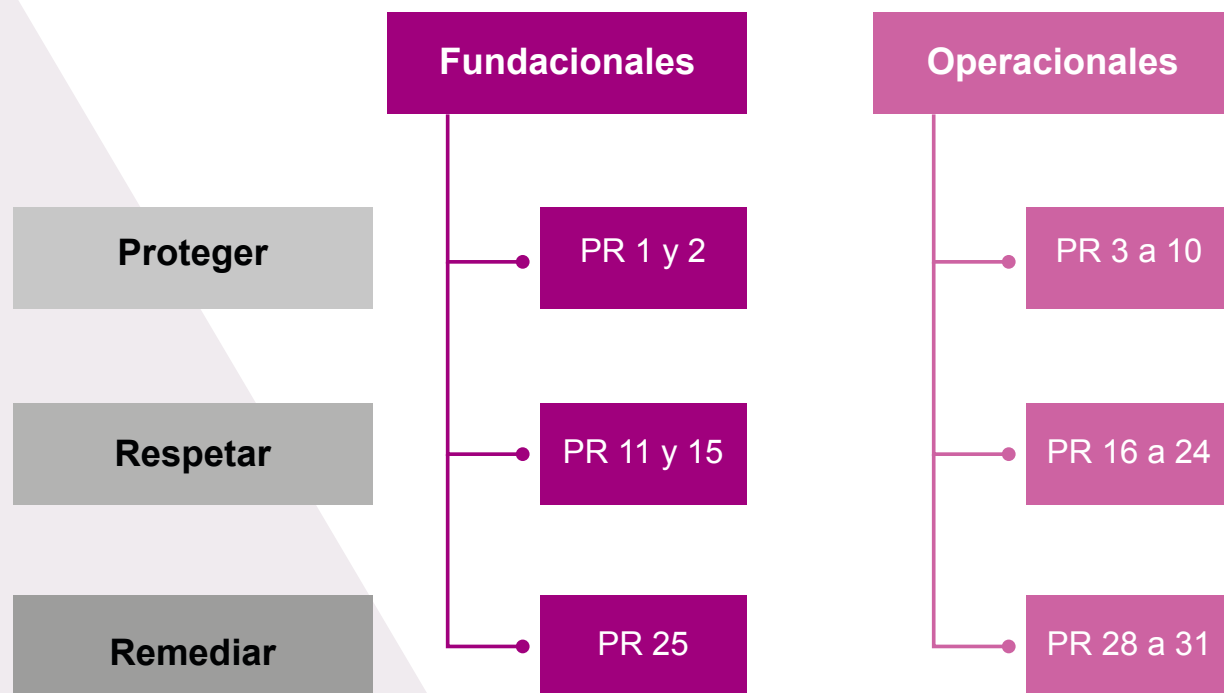 Fundacionales
Operacionales
Proteger
PR 1 y 2
PR 3 a 10
Respetar
PR 11 y 15
PR 16 a 24
Remediar
PR 25
PR 28 a 31